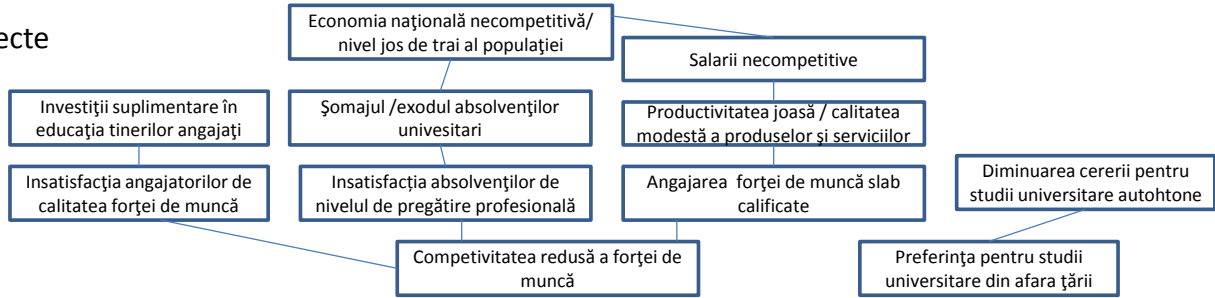 ecte
Economia naţională necompetitivă/
nivel jos de trai al populaţiei
Salarii necompetitive
Investiţii suplimentare în
educaţia tinerilor angajaţi
Şomajul /exodul absolvenţilor
univesitari
Productivitatea joasă / calitatea
modestă a produselor şi serviciilor
Insatisfacţia angajatorilor de
calitatea forţei de muncă
Insatisfacția absolvenţilor de
nivelul de pregătire profesională
Angajarea forţei de muncă slab
calificate
Diminuarea cererii pentru
studii universitare autohtone
Competivitatea redusă a forţei de
muncă
Preferinţa pentru studii
universitare din afara ţării